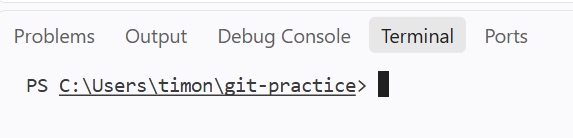 Problems Output Debug Console Terminal Ports
PS C:\Users\timon\git-practice>